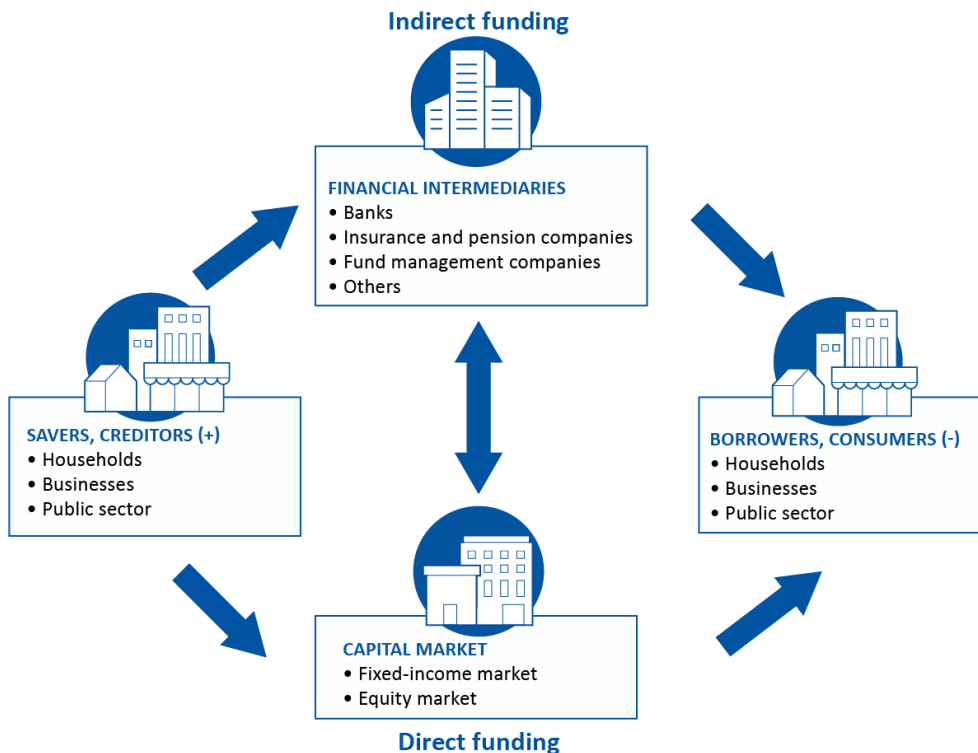 Indirect funding
FINANCIAL INTERMEDIARIES
• Banks
• Insurance and pension companies
• Fund management companies
• Others
SAVERS, CREDITORS (+)
• Households
• Businesses
• Public sector
BORROWERS, CONSUMERS (-)
• Households
• Businesses
• Public sector
CAPITAL MARKET
• Fixed-income market
• Equity market
Direct funding